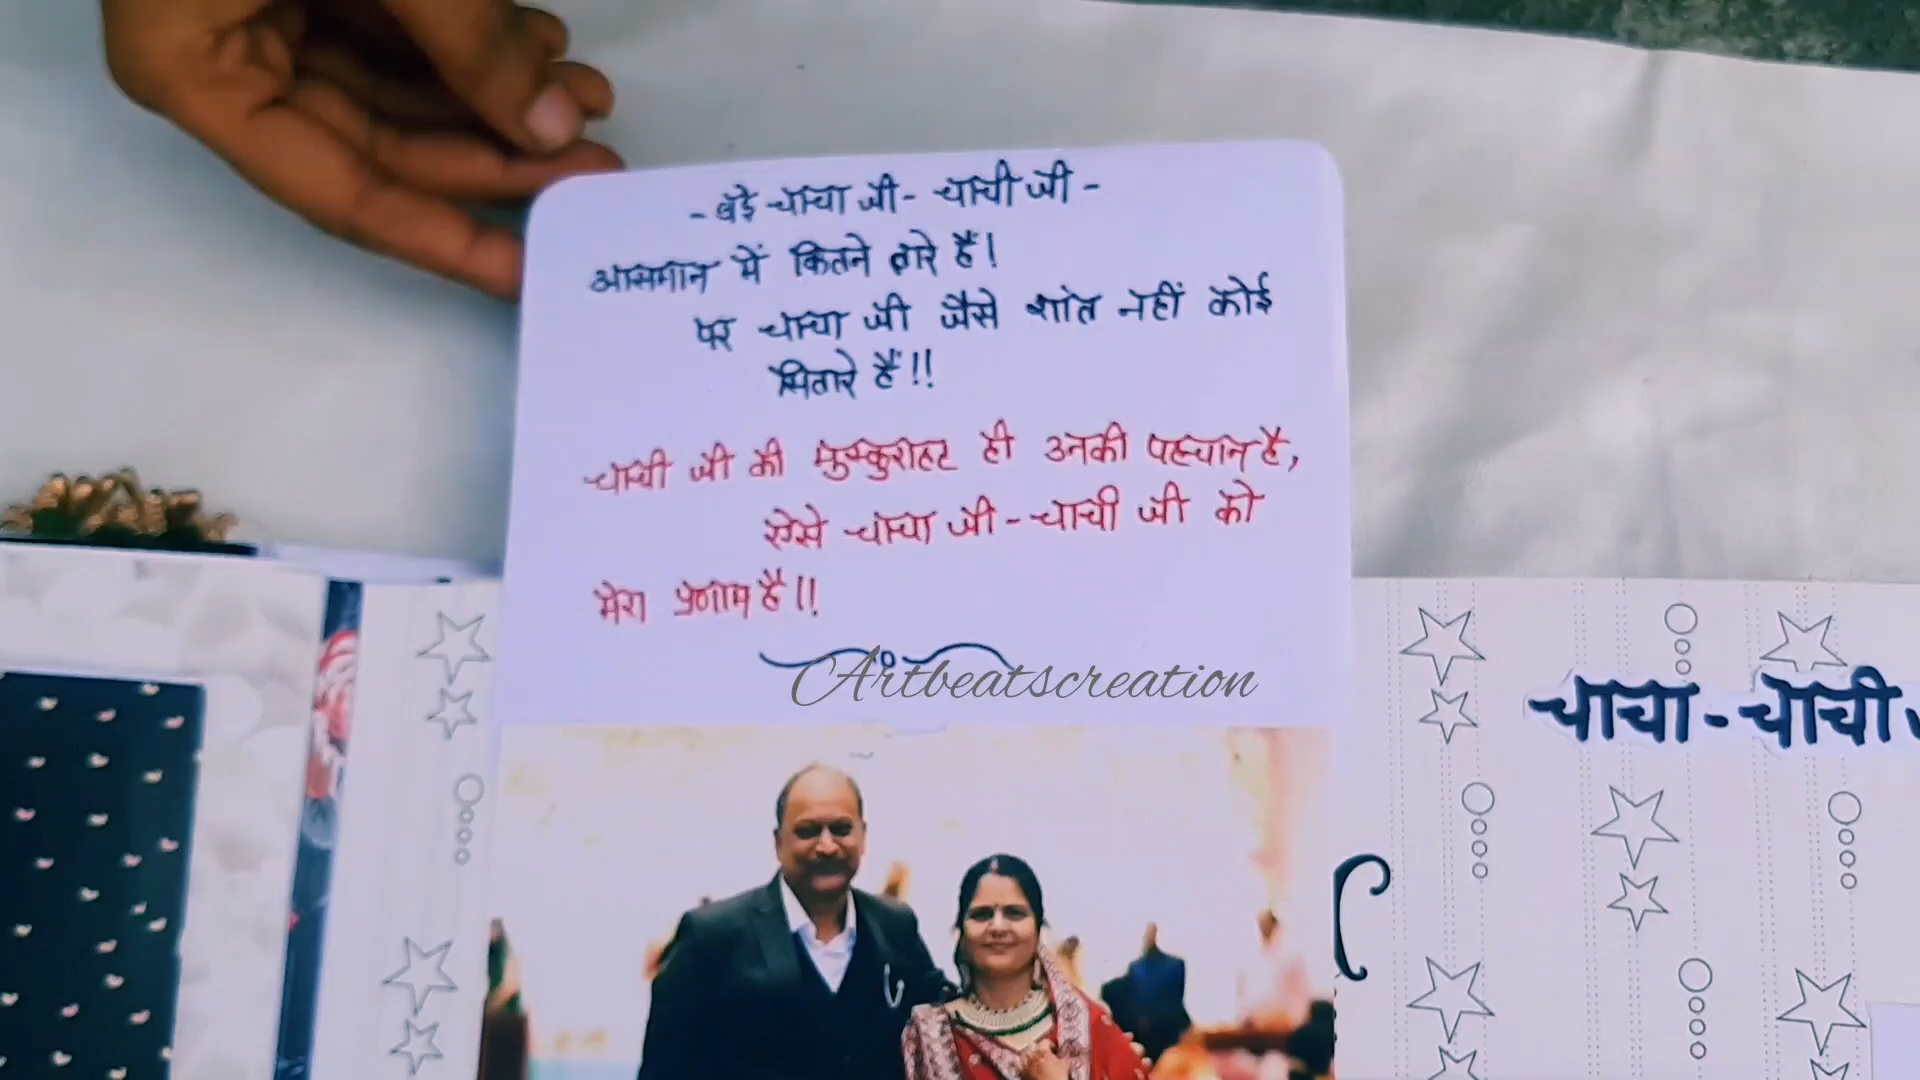 - बड़े चाचा जी - चाची जी -
आसमान में कितने तारे हैं!
पर चाचा जी जैसे शांत नहीं कोई
सितारे हैं!!
चाची जी की मुस्कुराहट ही उनकी पहचान है,
ऐसे चाचा जी - चाची जी को
मेरा प्रणाम है!!
Artbeatscreation
चाचा - चाची